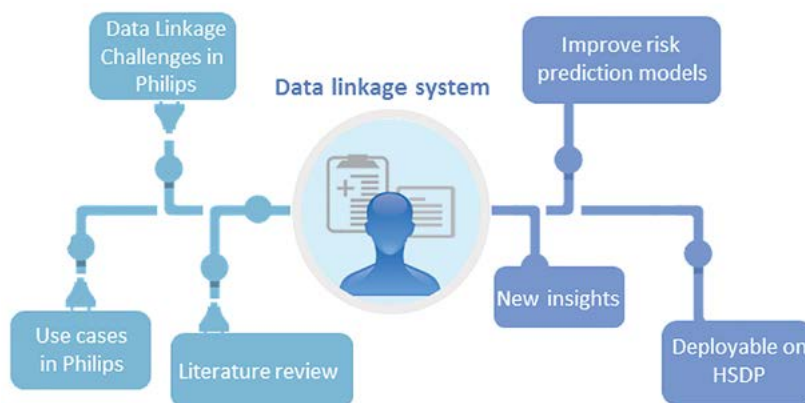 Data Linkage
Challenges in
Philips
Improve risk
prediction models
Data linkage system
Use cases
in Philips
Literature review
New insights
Deployable on
HSDP